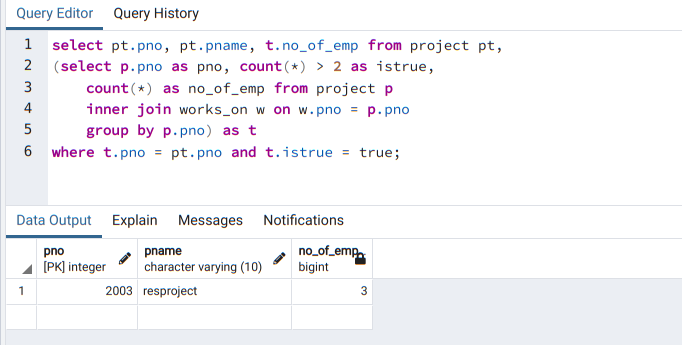 Query Editor Query History
1 select pt.pno, pt.pname, t.no_of_emp from project pt,
2 (select p.pno as pno, count(*) > 2 as istrue,
3 count(*) as no_of_emp from project p
4 inner join works_on w on w.pno = p.pno
5 group by p.pno) as t
6 where t.pno = pt.pno and t.istrue = true;
Data Output Explain Messages Notifications
pno pname no_of_emp
[PK] integer character varying (10) bigint
1 2003 resproject 3